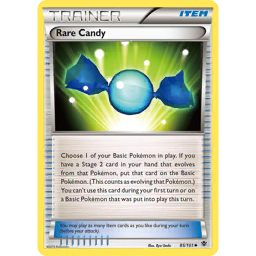 TRAINER
ITEM
Rare Candy
Choose 1 of your Basic Pokémon in play. If you
have a Stage 2 card in your hand that evolves
from that Pokémon, put that card on the Basic
Pokémon. (This counts as evolving that Pokémon.)
You can't use this card during your first turn or on
a Basic Pokémon that was put into play this turn.
You may play as many Item cards as you like during your turn
(before your attack).